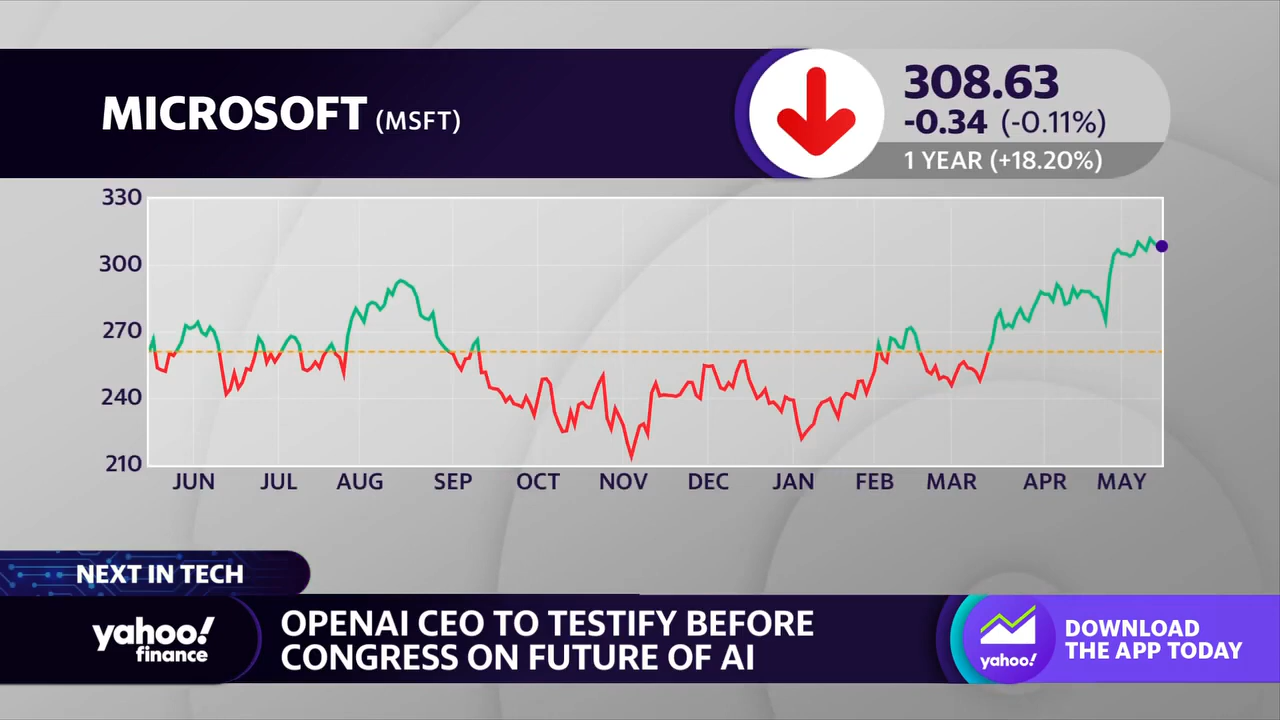 MICROSOFT (MSFT)
308.63
-0.34 (-0.11%)
1 YEAR (+18.20%)
330
300
270
240
210
JUN JUL AUG SEP OCT NOV DEC JAN FEB MAR APR MAY
NEXT IN TECH
yahoo!
finance
OPENAI CEO TO TESTIFY BEFORE
CONGRESS ON FUTURE OF AI
yahoo!
DOWNLOAD
THE APP TODAY